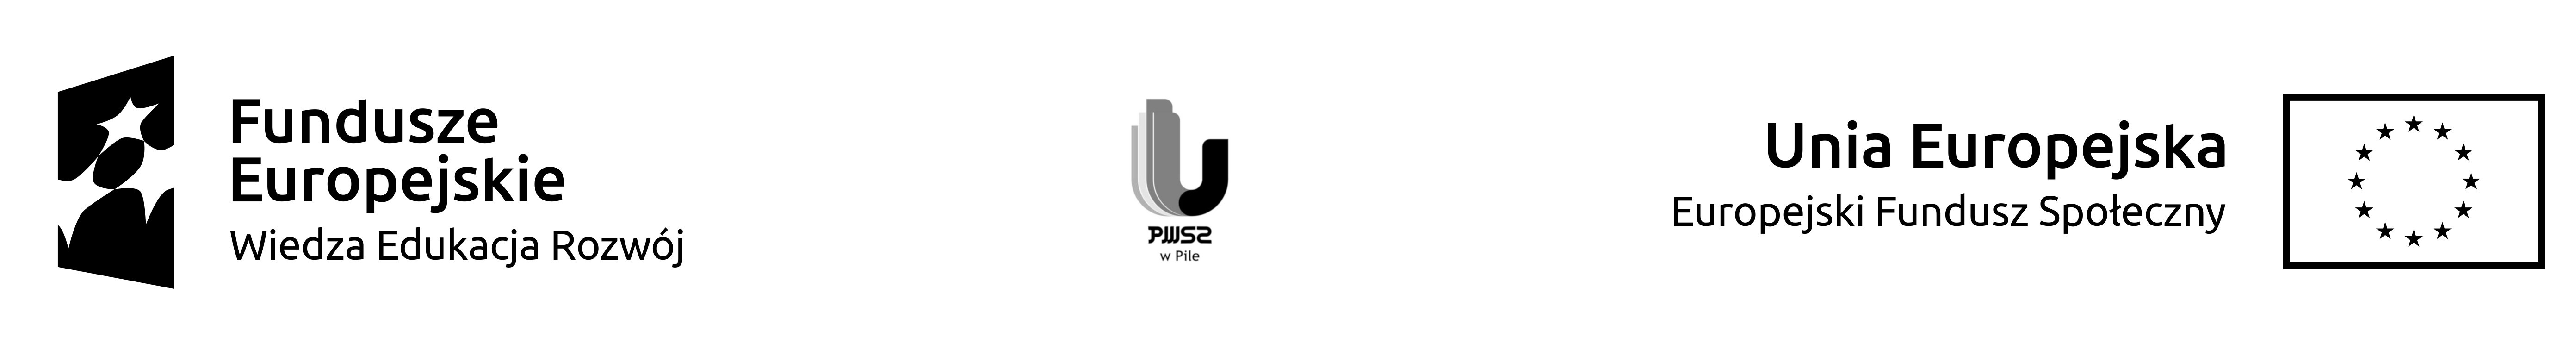 Fundusze
Europejskie
Wiedza Edukacja Rozwój
PWSZ
w Pile
Unia Europejska
Europejski Fundusz Społeczny